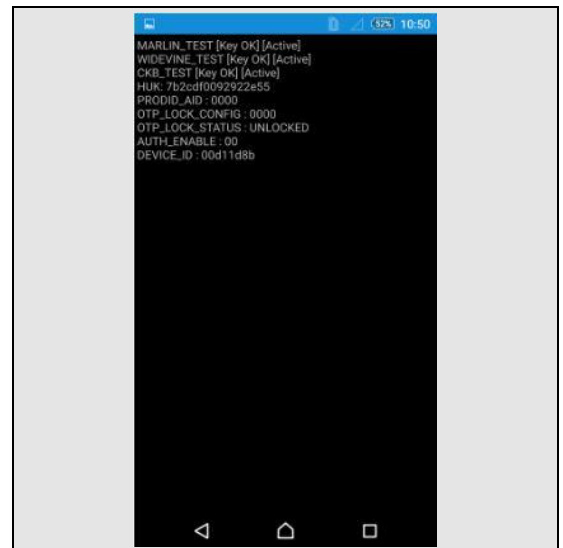 52% 10:50
MARLIN_TEST [Key OK] [Active]
WIDEVINE_TEST [Key OK] [Active]
CKB_TEST [Key OK] [Active]
HUK: 7b2cdf0092922e55
PRODID_AID : 0000
OTP_LOCK_CONFIG : 0000
OTP_LOCK_STATUS : UNLOCKED
AUTH_ENABLE : 00
DEVICE_ID : 00d11d8b